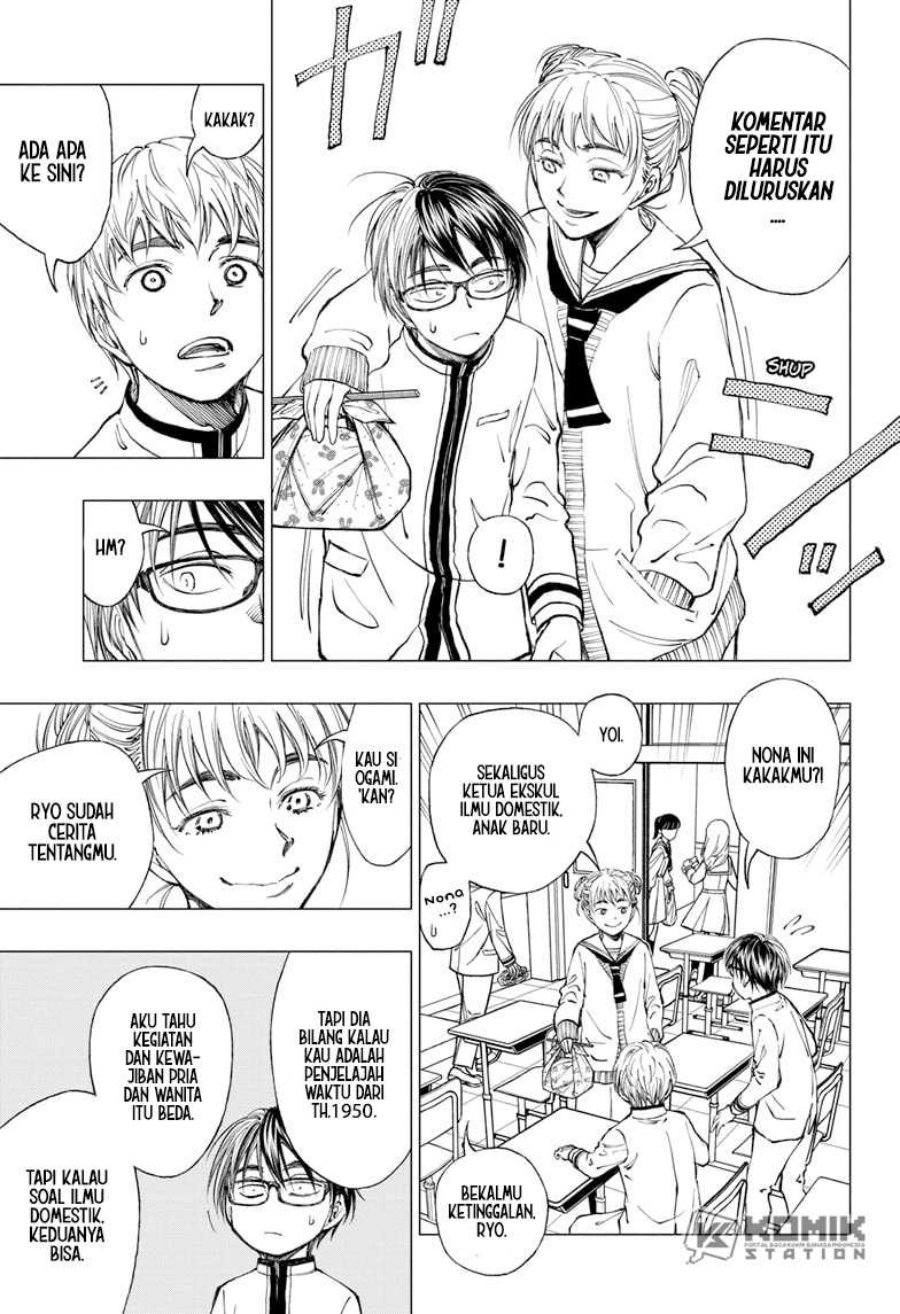 ガッ
KOMENTAR
SEPERTI ITU
HARUS
DILURUSKAN
....
SHUP
!
KAKAK?
ADA APA
KE SINI?
HM?
NONA INI
KAKAKMU?!
YOI.
SEKALIGUS
KETUA EKSKUL
ILMU DOMESTIK,
ANAK BARU.
Nona
...?
BEKALMU
KETINGGALAN,
RYO.
KAU SI
OGAMI,
'KAN?
RYO SUDAH
CERITA
TENTANGMU.
TAPI DIA
BILANG KALAU
KAU ADALAH
PENJELAJAH
WAKTU DARI
TH.1950.
AKU TAHU
KEGIATAN
DAN KEWA-
JIBAN PRIA
DAN WANITA
ITU BEDA.
TAPI KALAU
SOAL ILMU
DOMESTIK,
KEDUANYA
BISA.
KOMIK
STATION